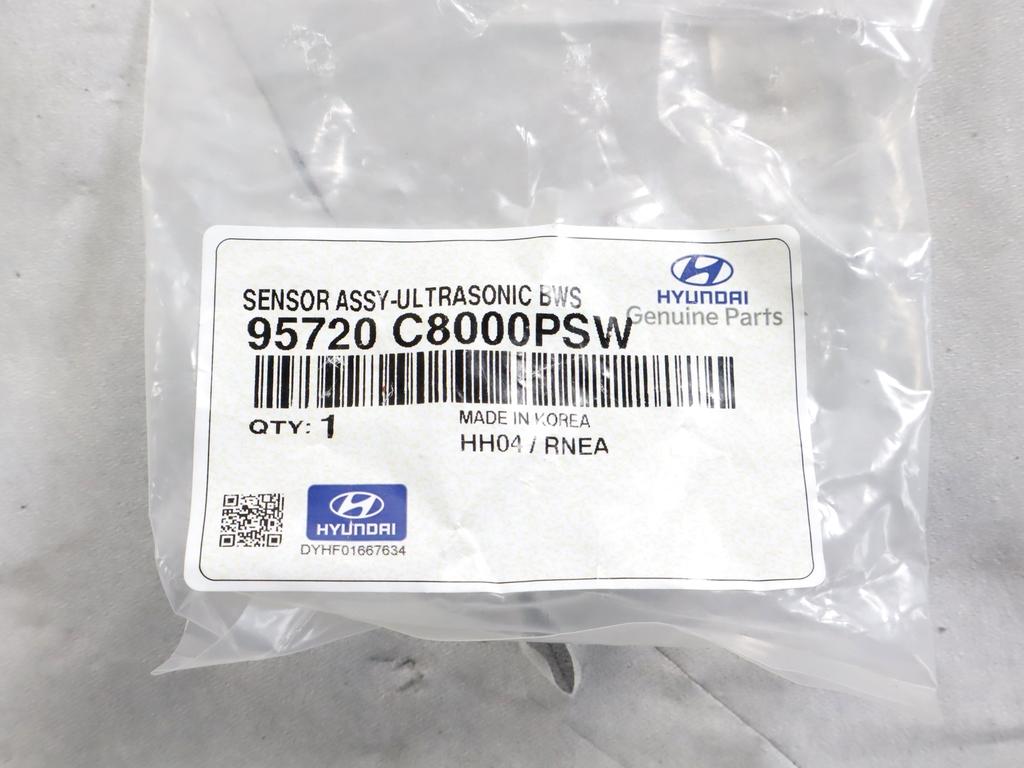 SENSOR ASSY-ULTRASONIC BWS
HYUNDAI
Genuine Parts
95720 C8000PSW
QTY: 1
MADE IN KOREA
HH04 / RNEA
HYUNDAI
DYHF01667634